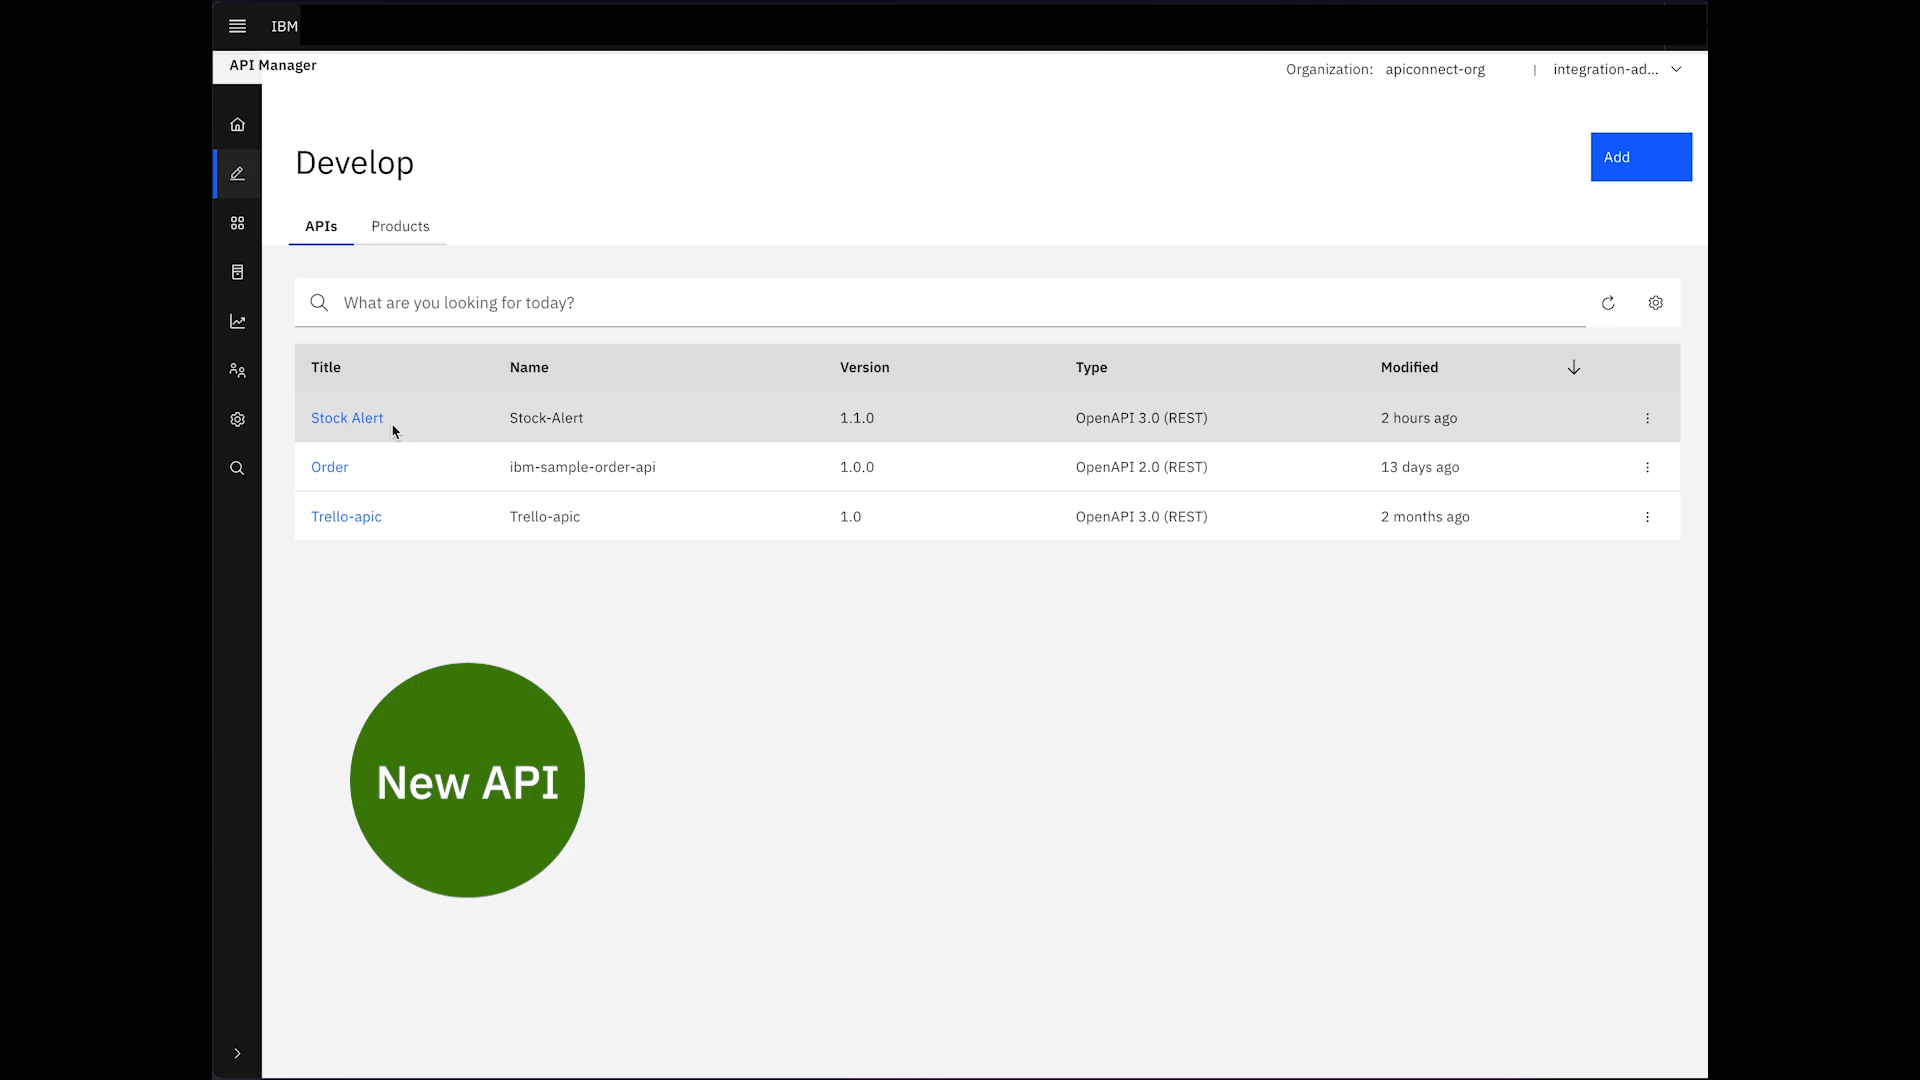 IBM
API Manager
Organization: apiconnect-org | integration-ad...
Develop
Add
APIs Products
What are you looking for today?
Title Name Version Type Modified
Stock Alert Stock-Alert 1.1.0 OpenAPI 3.0 (REST) 2 hours ago
Order ibm-sample-order-api 1.0.0 OpenAPI 2.0 (REST) 13 days ago
Trello-apic Trello-apic 1.0 OpenAPI 3.0 (REST) 2 months ago
New API